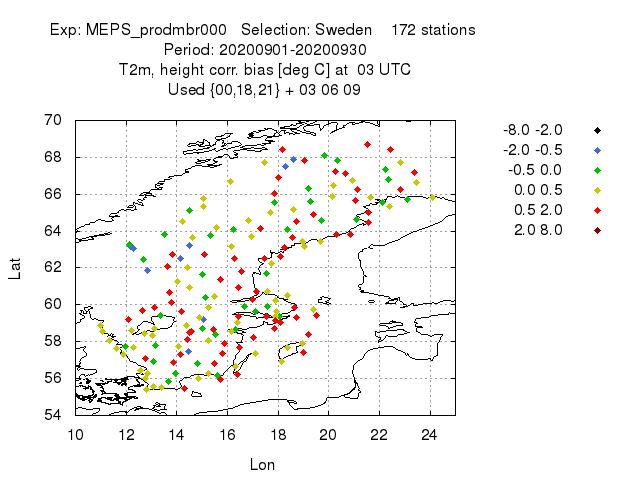 Exp: MEPS_prodmbr000 Selection: Sweden 172 stations
Period: 20200901-20200930
T2m, height corr. bias [deg C] at 03 UTC
Used {00,18,21} + 03 06 09
70
68
66
64
62
60
58
56
54
10 12 14 16 18 20 22 24
Lat
Lon
-8.0 -2.0
-2.0 -0.5
-0.5 0.0
0.0 0.5
0.5 2.0
2.0 8.0